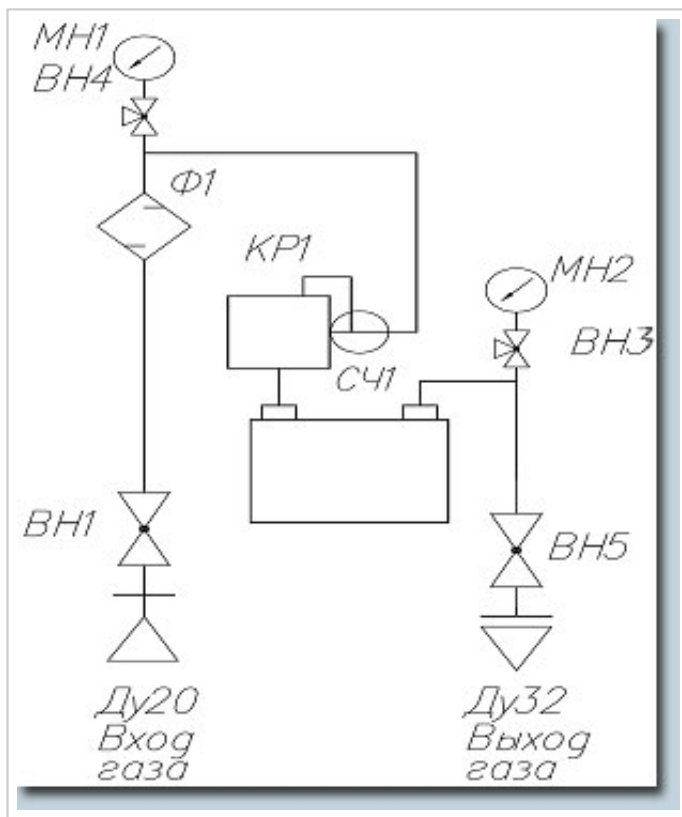 МН1
ВН4
Ф1
КР1
МН2
ВН3
СЧ1
ВН1
ВН5
Ду20
Вход
газа
Ду32
Выход
газа